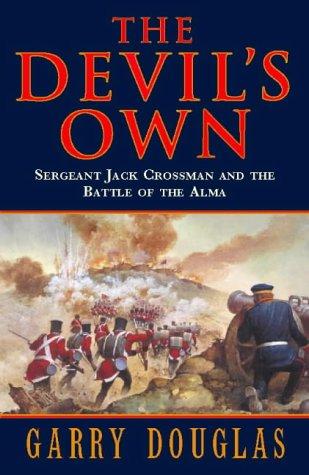 THE
DEVIL'S
OWN
SERGEANT JACK CROSSMAN AND THE
BATTLE OF THE ALMA
GARRY DOUGLAS